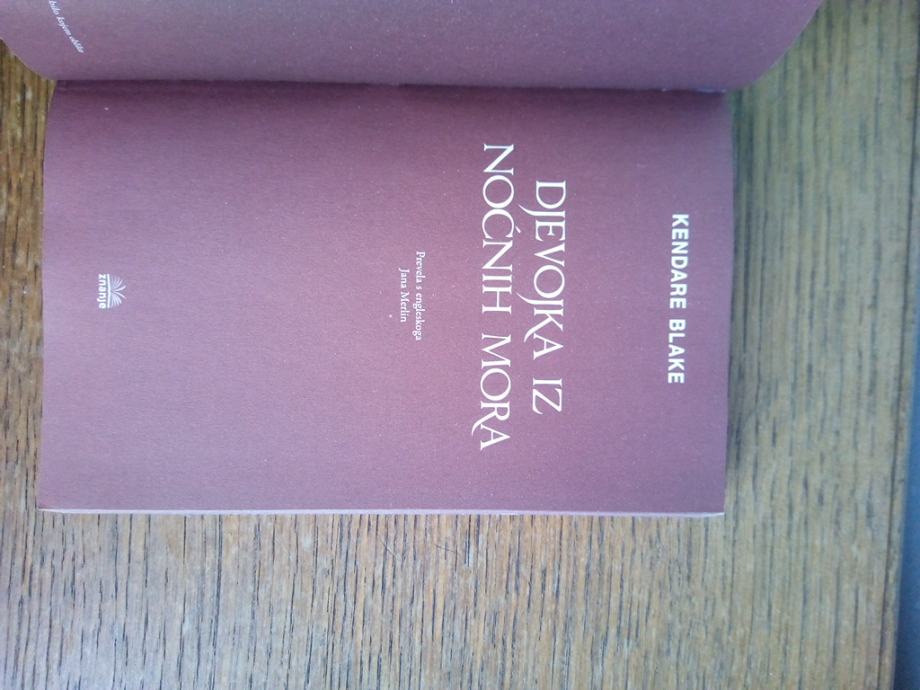 KENDARE BLAKE
DJEVOJKA IZ
NOĆNIH MORA
Prevela s engleskoga
Jana Merlin
znanje